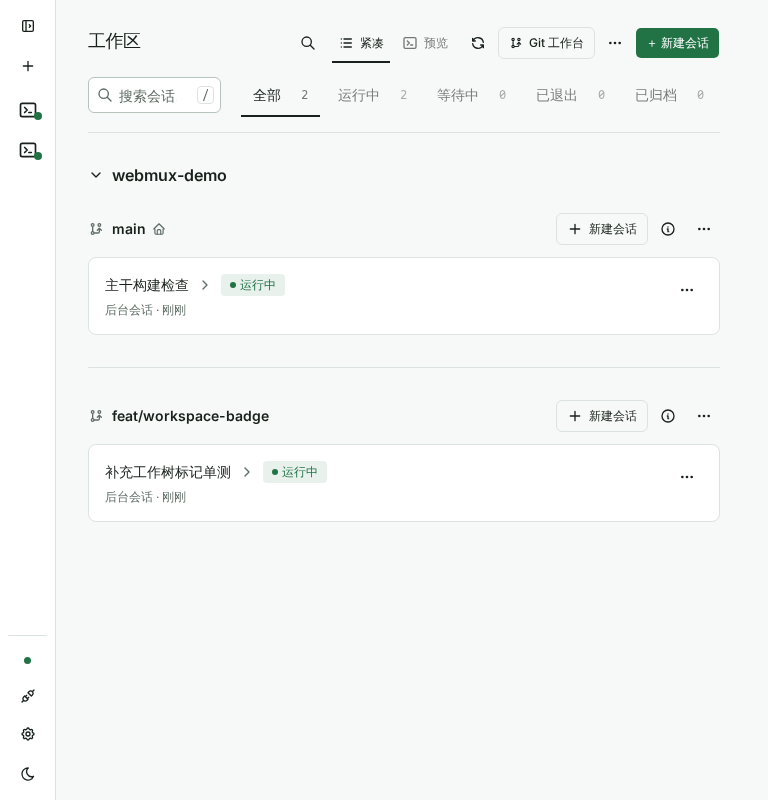 工作区
紧凑 预览 Git 工作台 + 新建会话
搜索会话 / 全部 2 运行中 2 等待中 0 已退出 0 已归档 0
webmux-demo
main 新建会话
主干构建检查 运行中
后台会话 · 刚刚
feat/workspace-badge 新建会话
补充工作树标记单测 运行中
后台会话 · 刚刚